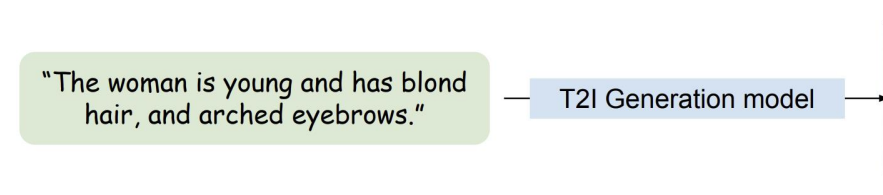 “The woman is young and has blond
hair, and arched eyebrows.”
T2I Generation model